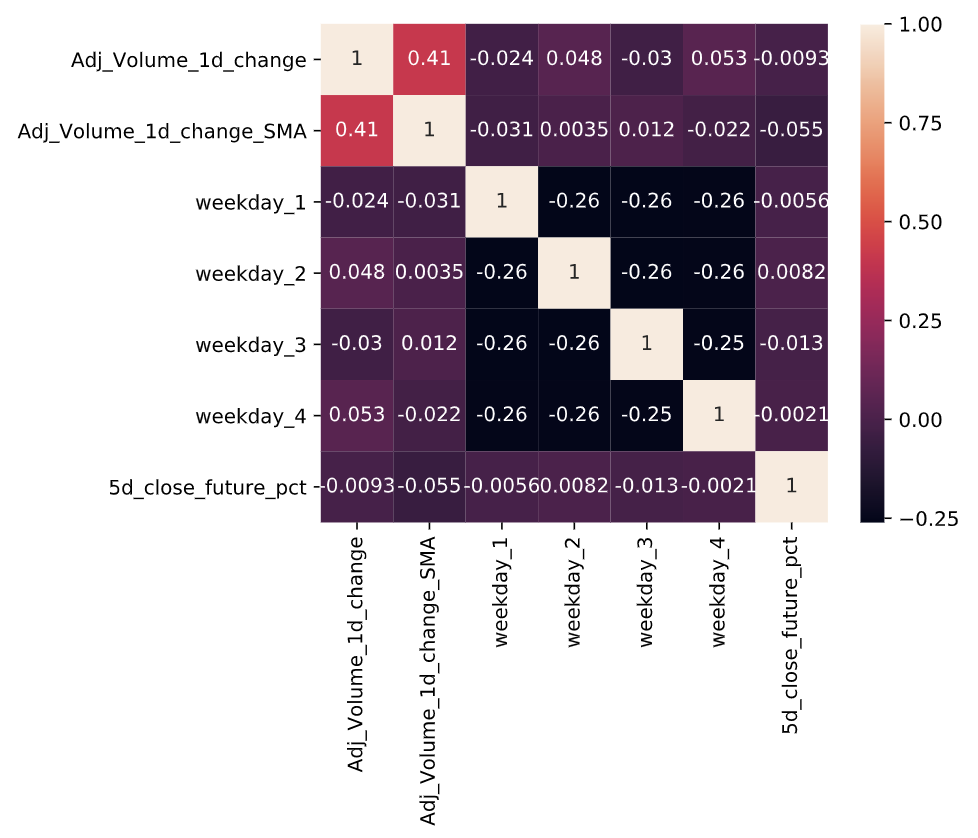 1.00
Adj_Volume_1d_change 1 0.41 -0.024 0.048 -0.03 0.053 -0.0093
0.75
Adj_Volume_1d_change_SMA 0.41 1 -0.031 0.0035 0.012 -0.022 -0.055
weekday_1 -0.024 -0.031 1 -0.26 -0.26 -0.26 -0.0056
0.50
weekday_2 0.048 0.0035 -0.26 1 -0.26 -0.26 0.0082
0.25
weekday_3 -0.03 0.012 -0.26 -0.26 1 -0.25 -0.013
weekday_4 0.053 -0.022 -0.26 -0.26 -0.25 1 -0.0021
0.00
5d_close_future_pct -0.0093 -0.055 -0.0056 0.0082 -0.013 -0.0021 1
−0.25
Adj_Volume_1d_change
Adj_Volume_1d_change_SMA
weekday_1
weekday_2
weekday_3
weekday_4
5d_close_future_pct